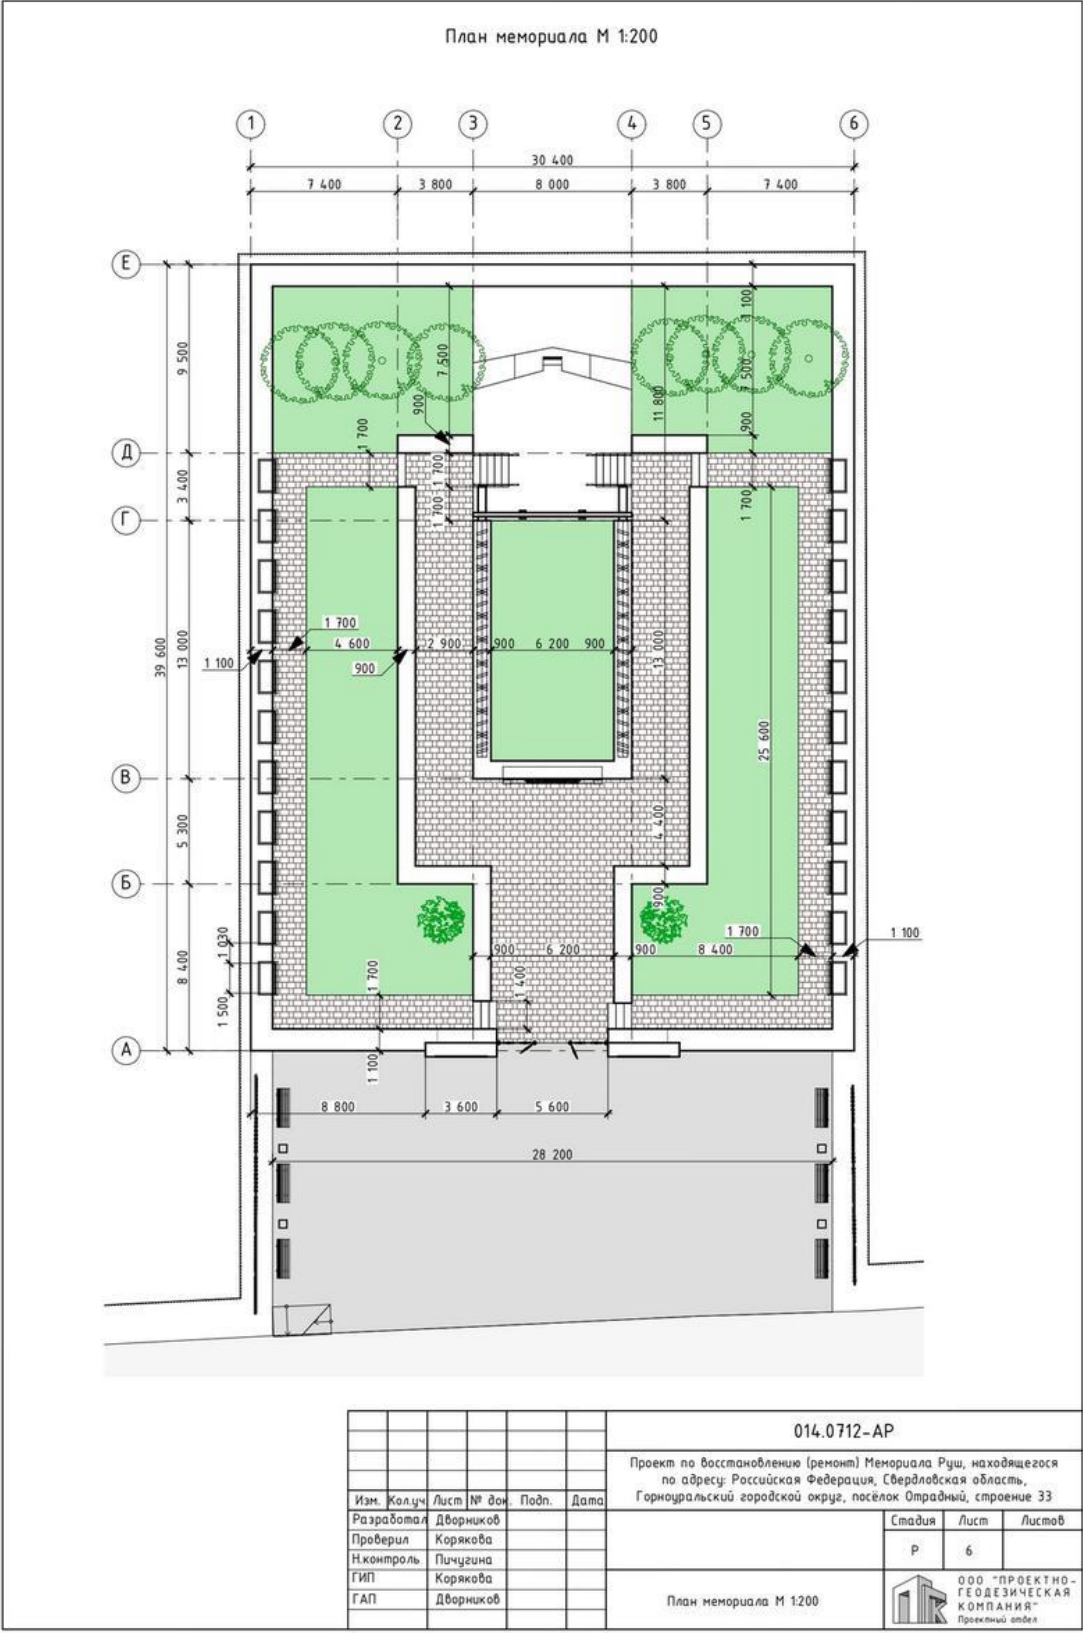 План мемориала М 1:200
1
2
3
4
5
6
30 400
7 400
3 800
8 000
3 800
7 400
Е
Д
Г
В
Б
А
39 600
9 500
3 400
13 000
5 300
8 400
7 500
900
1 700
1 700
1 700
11 800
1 100
7 500
900
1 700
1 700
1 100
4 600
900
2 900
900
6 200
900
13 000
25 600
4 400
900
1 030
1 500
1 700
1 100
900
6 200
1 400
900
8 400
1 700
1 100
8 800
3 600
5 600
28 200
014.0712-АР
Проект по восстановлению (ремонт) Мемориала Руш, находящегося
по адресу: Российская Федерация, Свердловская область,
Горноуральский городской округ, посёлок Отрадный, строение 33
Изм. Кол.уч Лист № док. Подп. Дата
Разработал Дворников
Проверил Корякова
Н.контроль Пичугина
ГИП Корякова
ГАП Дворников
Стадия Лист Листов
Р 6
План мемориала М 1:200
ООО "ПРОЕКТНО-
ГЕОДЕЗИЧЕСКАЯ
КОМПАНИЯ"
Проектный отдел